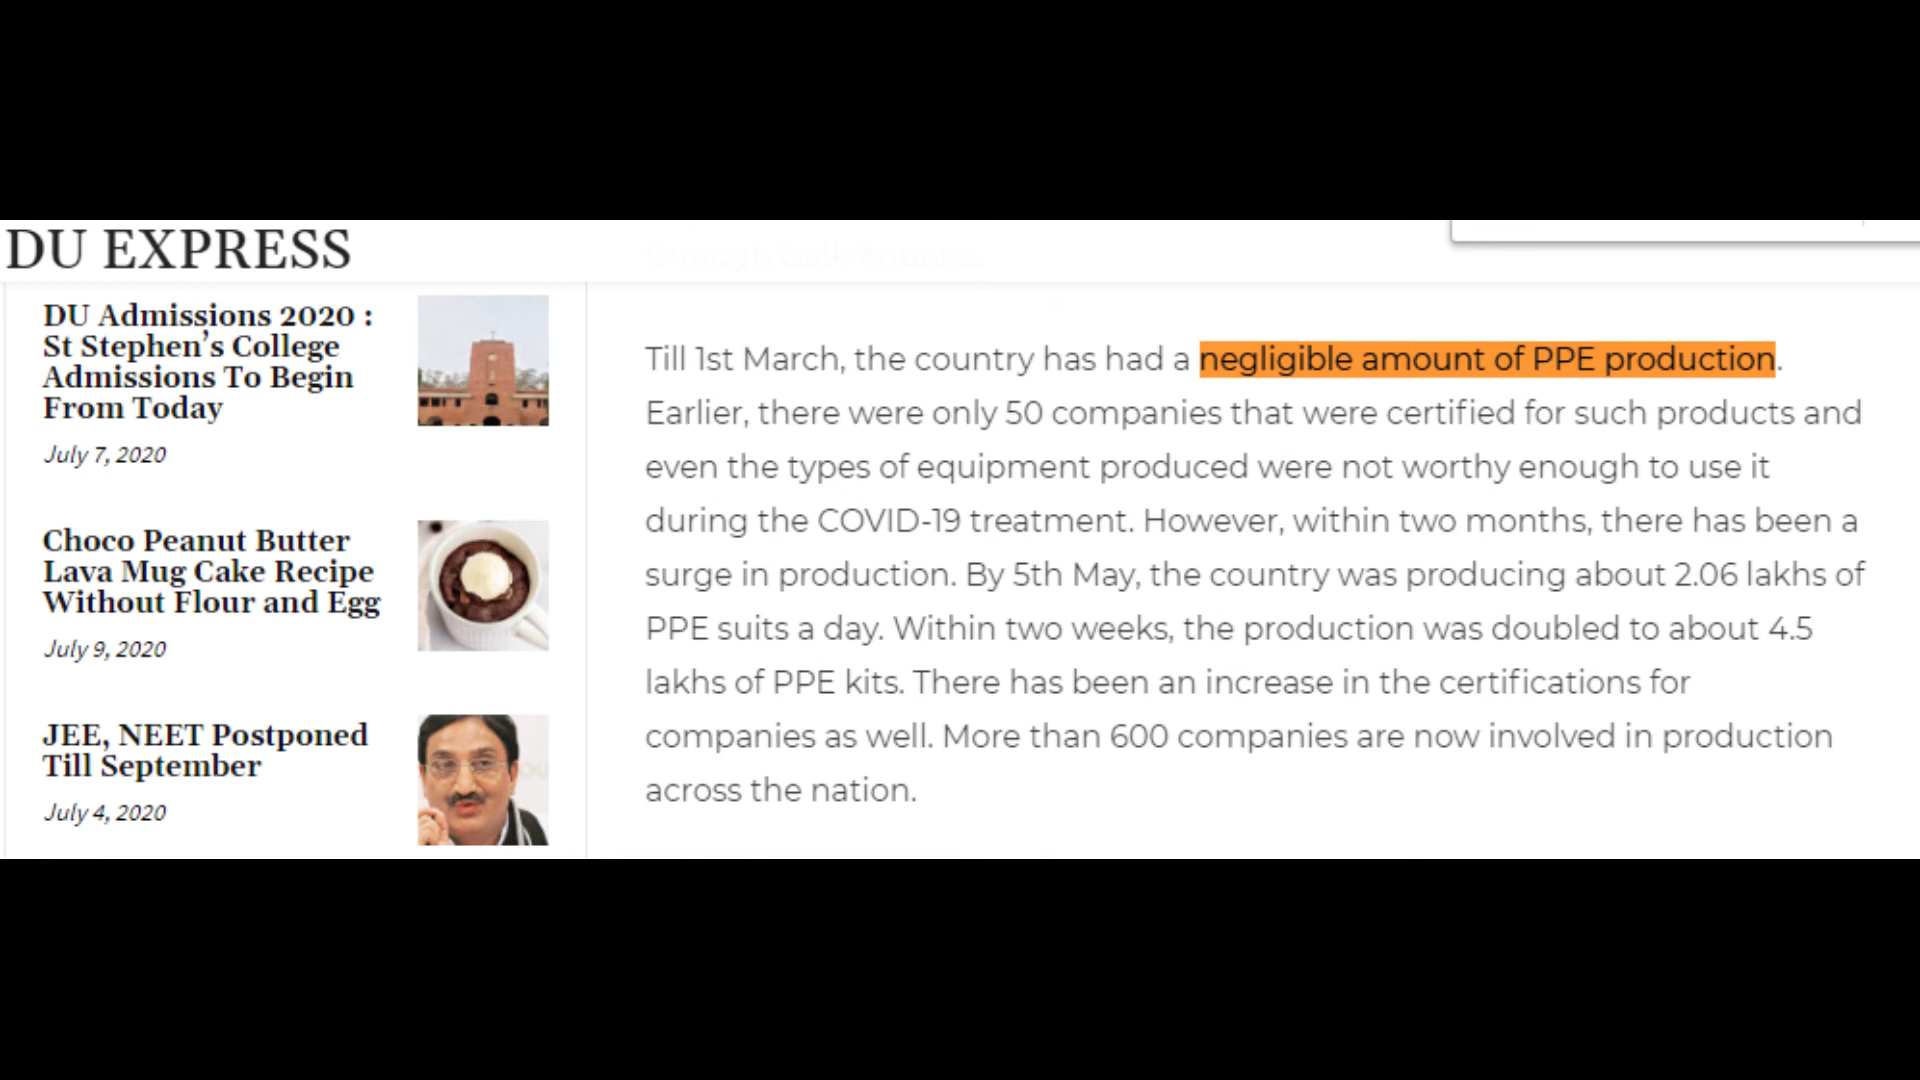 DU EXPRESS
DU Admissions 2020 :
St Stephen’s College
Admissions To Begin
From Today
July 7, 2020
Choco Peanut Butter
Lava Mug Cake Recipe
Without Flour and Egg
July 9, 2020
JEE, NEET Postponed
Till September
July 4, 2020
through bulk imports.
Till 1st March, the country has had a negligible amount of PPE production.
Earlier, there were only 50 companies that were certified for such products and
even the types of equipment produced were not worthy enough to use it
during the COVID-19 treatment. However, within two months, there has been a
surge in production. By 5th May, the country was producing about 2.06 lakhs of
PPE suits a day. Within two weeks, the production was doubled to about 4.5
lakhs of PPE kits. There has been an increase in the certifications for
companies as well. More than 600 companies are now involved in production
across the nation.